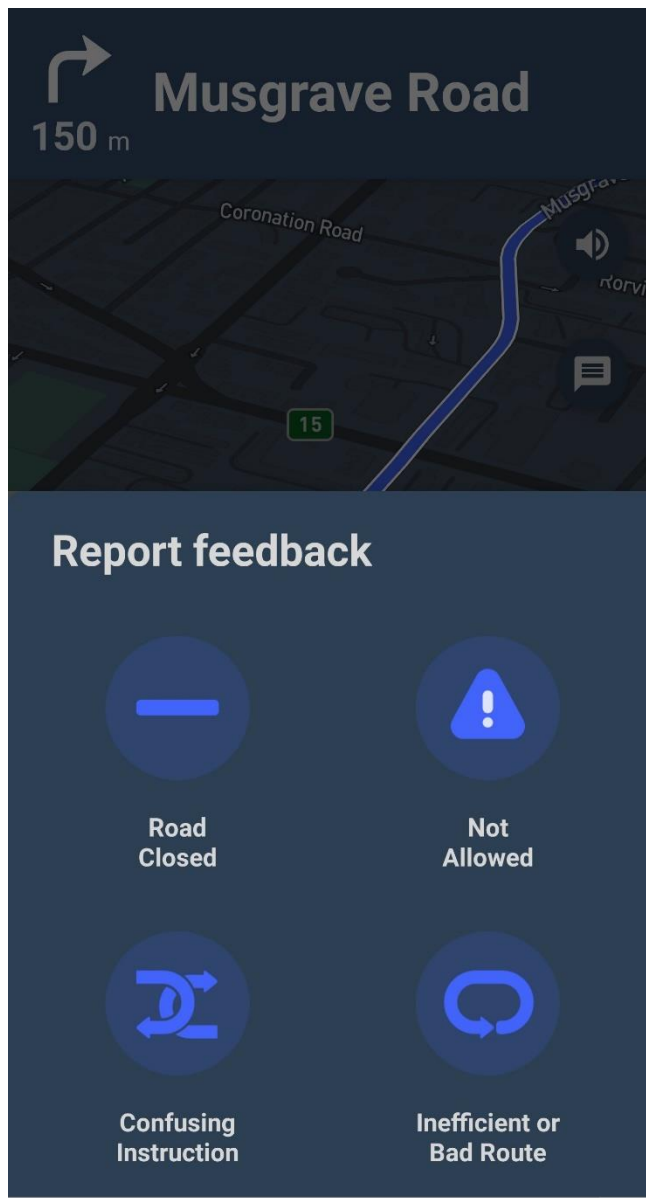 Musgrave Road
150 m
Coronation Road
15
Report feedback
Road
Closed
Not
Allowed
Confusing
Instruction
Inefficient or
Bad Route